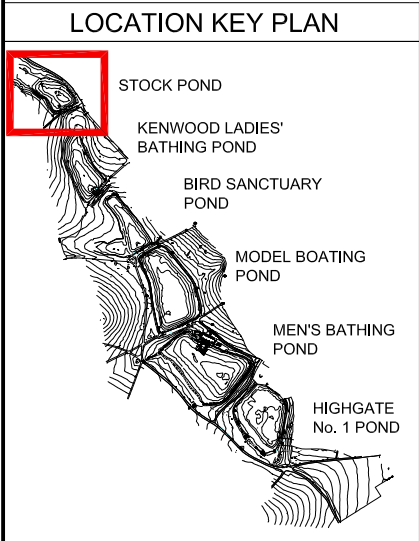 LOCATION KEY PLAN
STOCK POND
KENWOOD LADIES'
BATHING POND
BIRD SANCTUARY
POND
MODEL BOATING
POND
MEN'S BATHING
POND
HIGHGATE
No. 1 POND